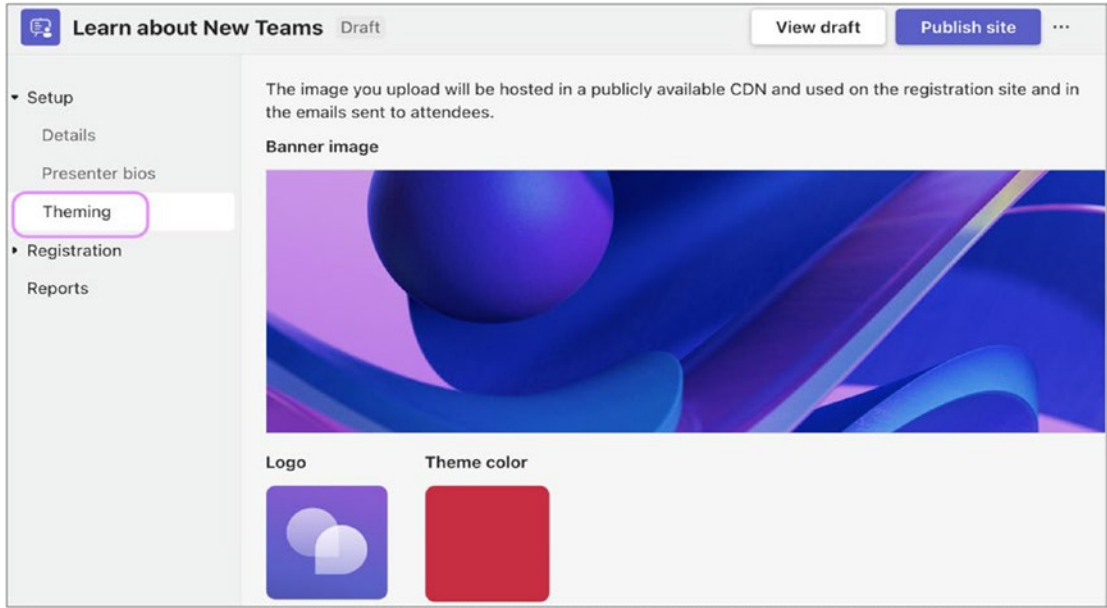 Learn about New Teams Draft
View draft
Publish site
Setup
Details
Presenter bios
Theming
Registration
Reports
The image you upload will be hosted in a publicly available CDN and used on the registration site and in
the emails sent to attendees.
Banner image
Logo
Theme color